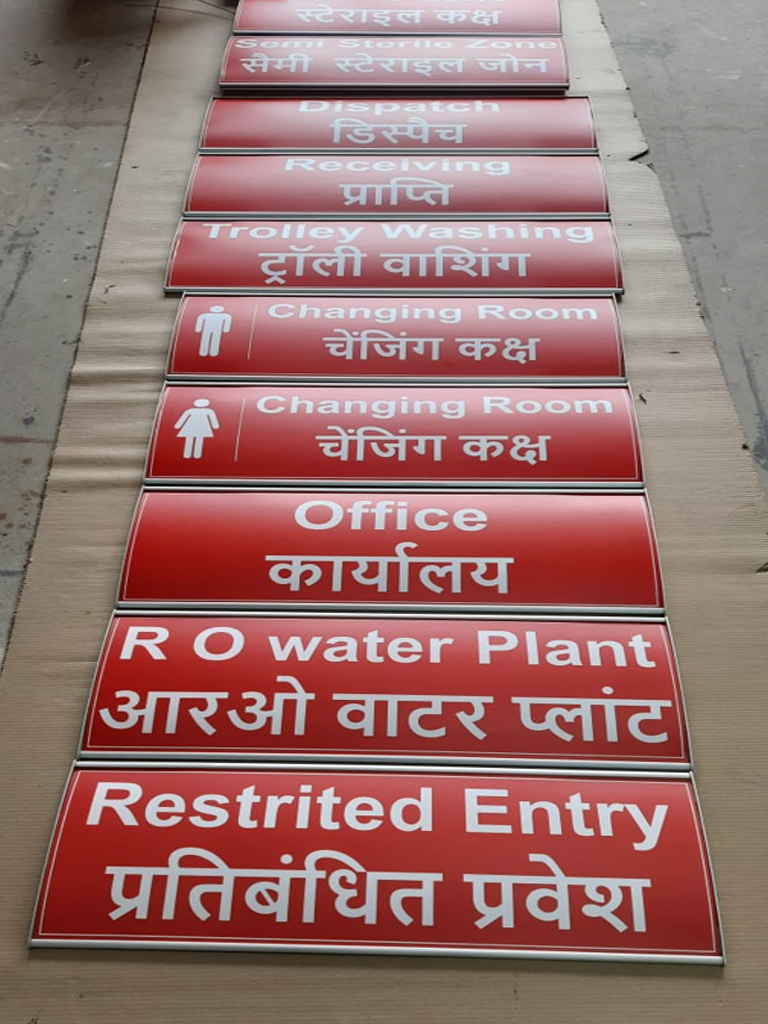 स्टेराइल कक्ष
Semi Sterile Zone
सैमी स्टेराइल जोन
Dispatch
डिस्पैच
Receiving
प्राप्ति
Trolley Washing
ट्रॉली वाशिंग
Changing Room
चेंजिंग कक्ष
Changing Room
चेंजिंग कक्ष
Office
कार्यालय
R O water Plant
आरओ वाटर प्लांट
Restrited Entry
प्रतिबंधित प्रवेश